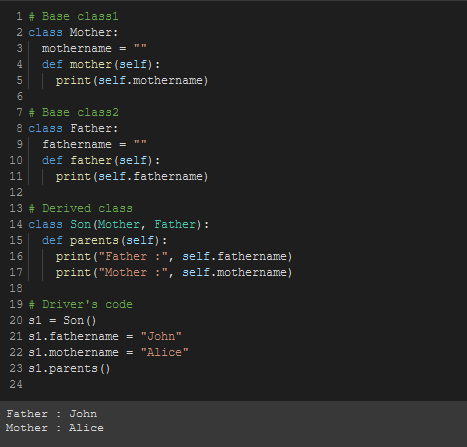 1 # Base class1
2 class Mother:
3   mothername = ""
4   def mother(self):
5     print(self.mothername)
6
7 # Base class2
8 class Father:
9   fathername = ""
10   def father(self):
11     print(self.fathername)
12
13 # Derived class
14 class Son(Mother, Father):
15   def parents(self):
16     print("Father :", self.fathername)
17     print("Mother :", self.mothername)
18
19 # Driver's code
20 s1 = Son()
21 s1.fathername = "John"
22 s1.mothername = "Alice"
23 s1.parents()
24
Father : John
Mother : Alice